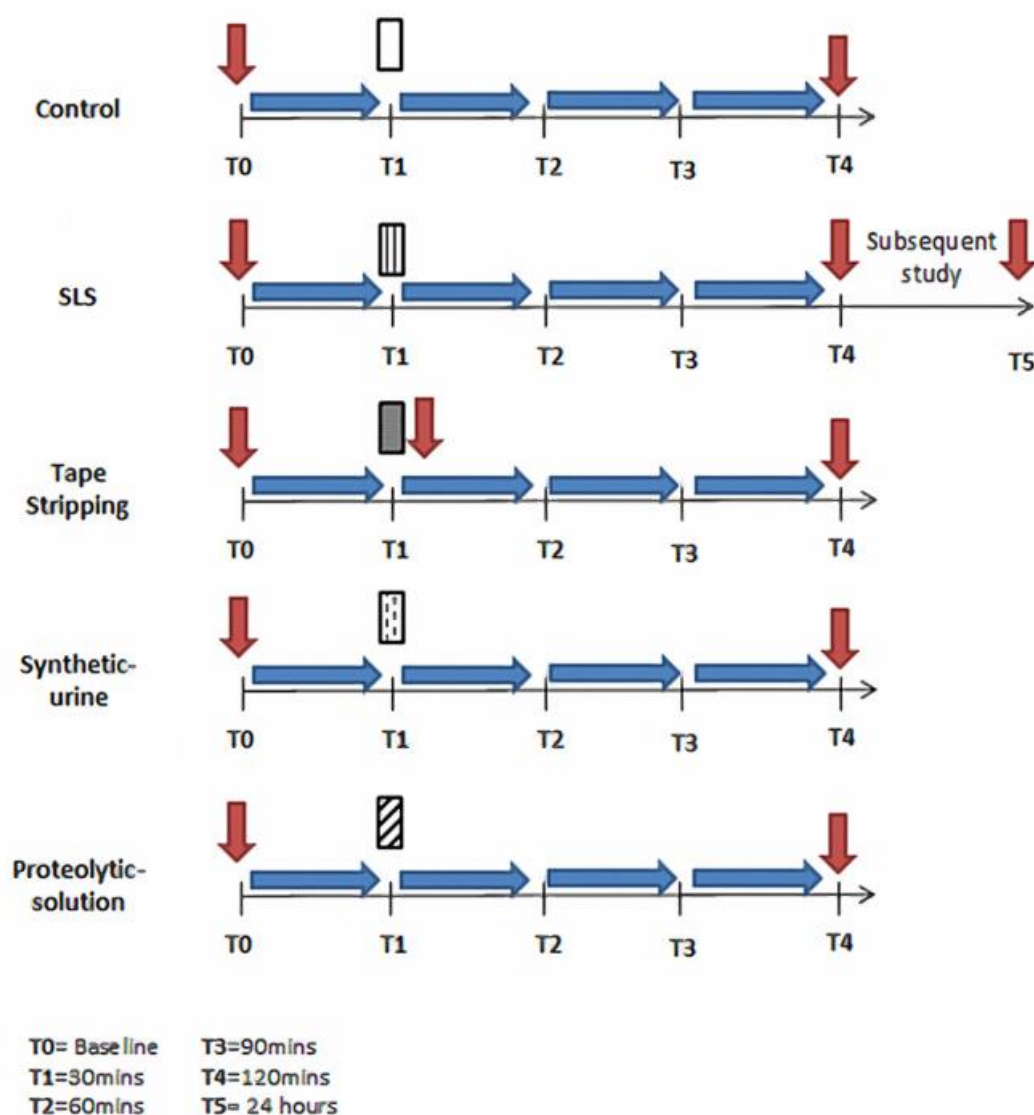 Control
T0 T1 T2 T3 T4
SLS
Subsequent
study
T0 T1 T2 T3 T4 T5
Tape
Stripping
T0 T1 T2 T3 T4
Synthetic-
urine
T0 T1 T2 T3 T4
Proteolytic-
solution
T0 T1 T2 T3 T4
T0= Baseline T3=90mins
T1=30mins T4=120mins
T2=60mins T5= 24 hours